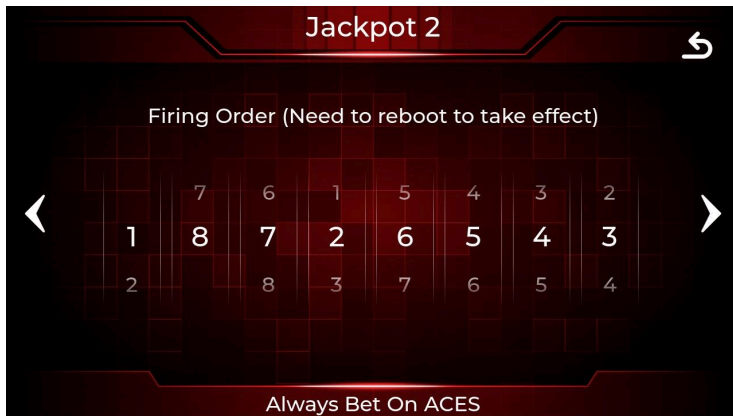 Jackpot 2
Firing Order (Need to reboot to take effect)
7 6 1 5 4 3 2
1 8 7 2 6 5 4 3
2 8 3 7 6 5 4
Always Bet On ACES